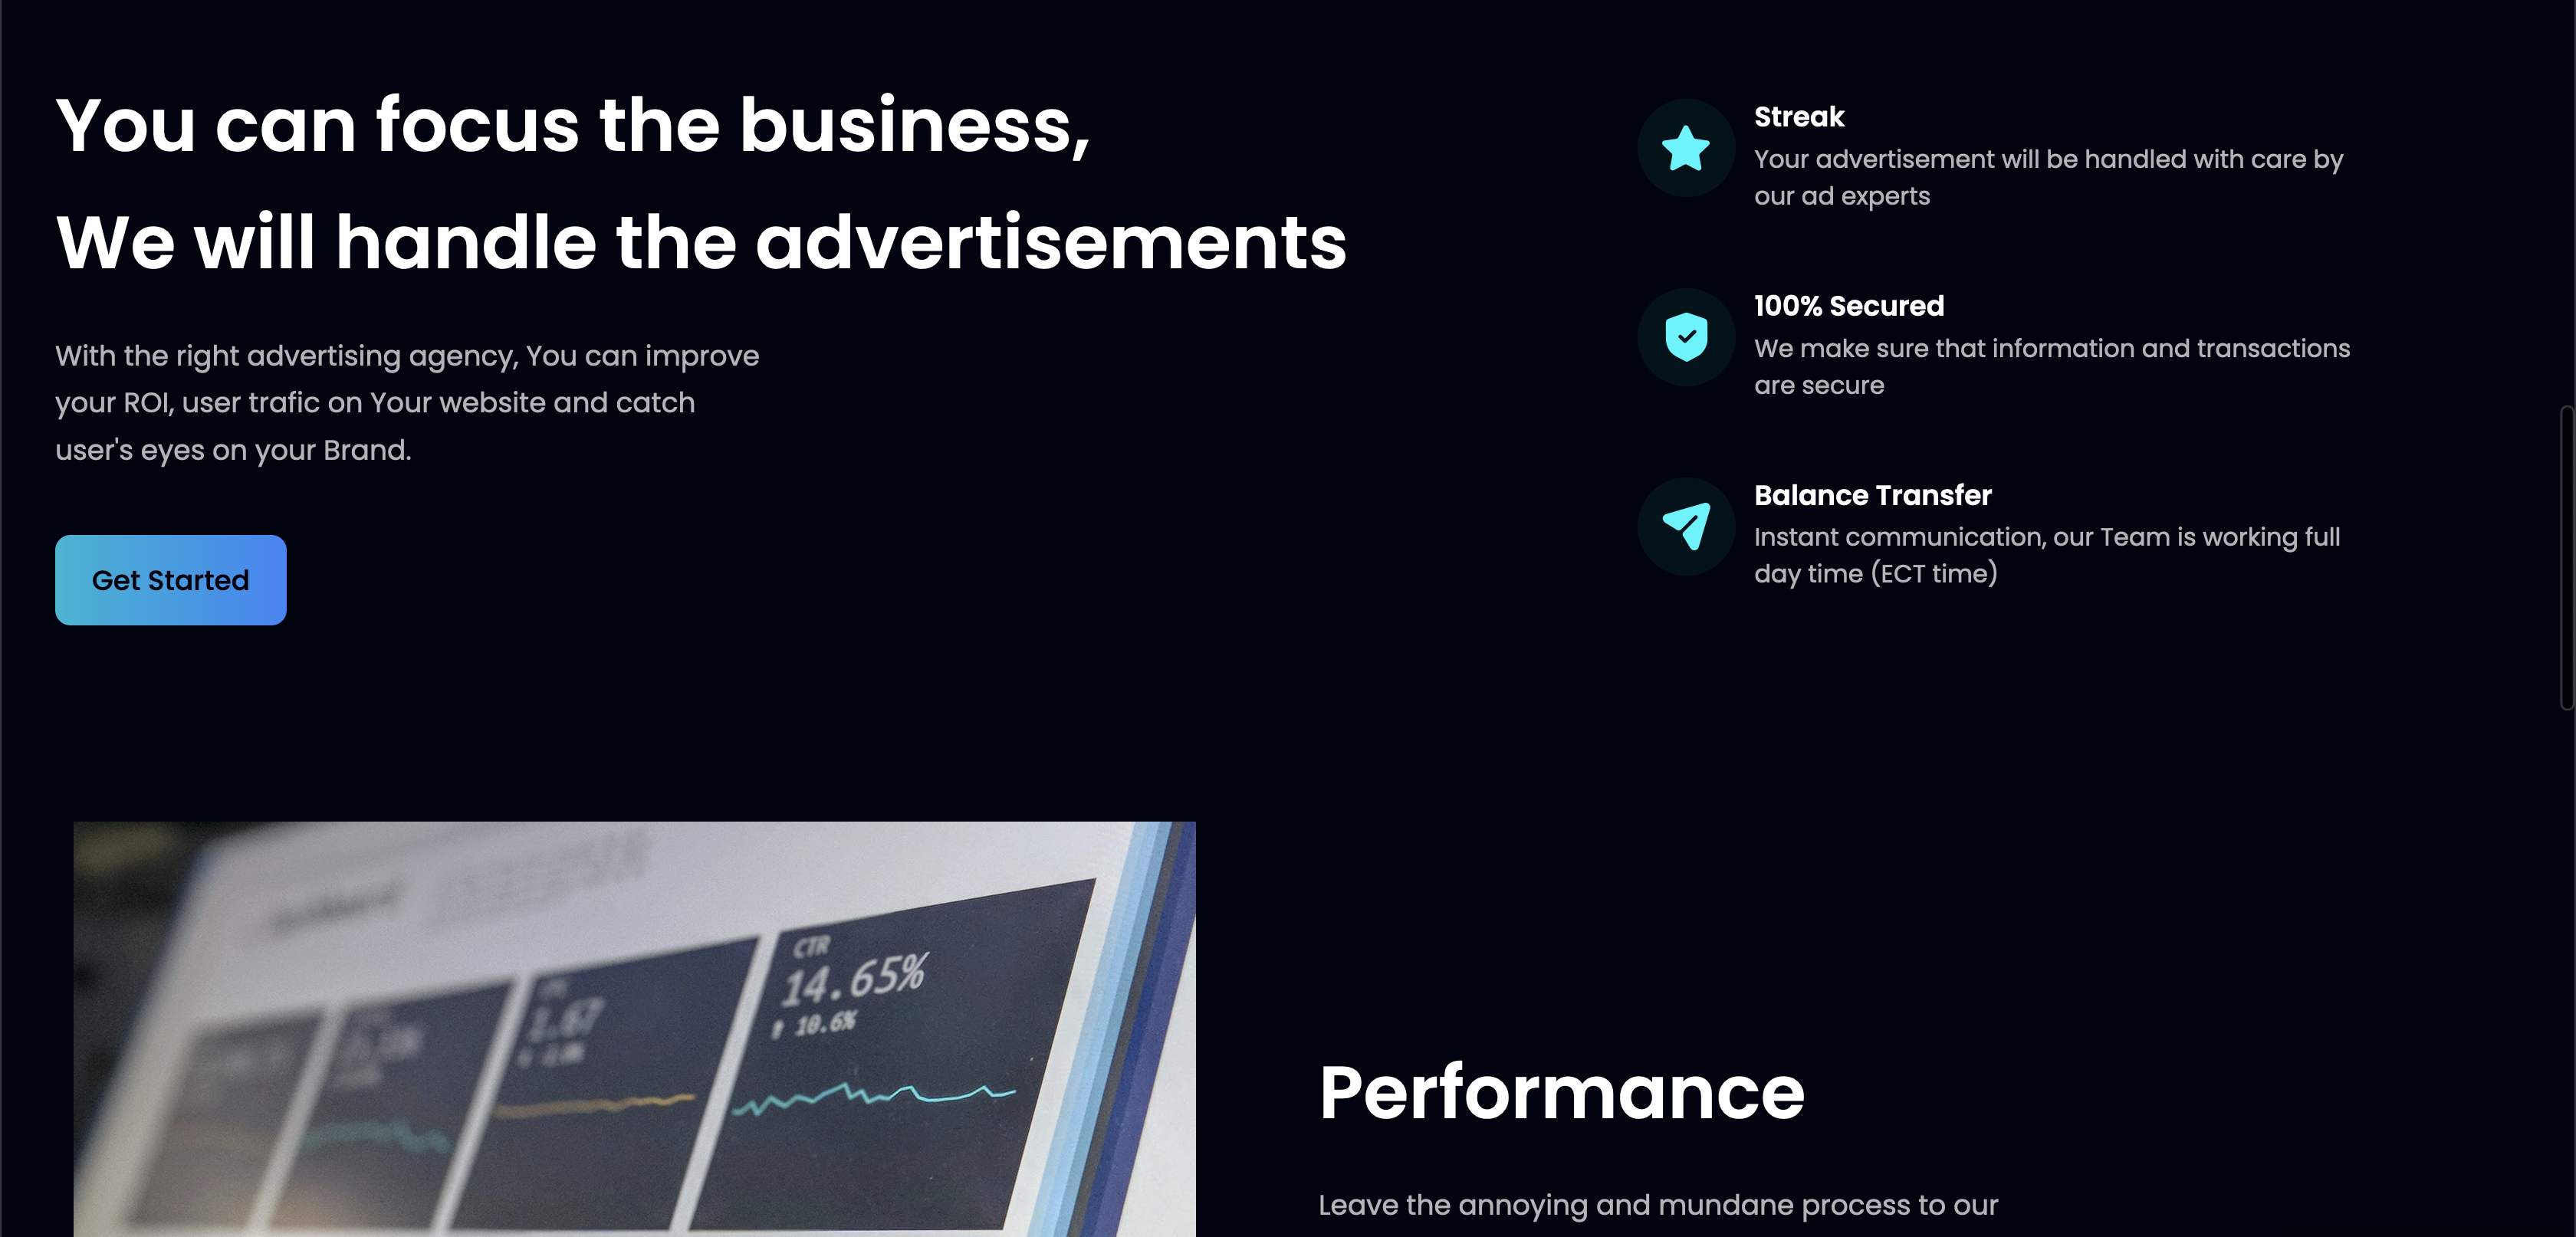 You can focus the business,
We will handle the advertisements
With the right advertising agency, You can improve
your ROI, user trafic on Your website and catch
user's eyes on your Brand.
Get Started
Streak
Your advertisement will be handled with care by
our ad experts
100% Secured
We make sure that information and transactions
are secure
Balance Transfer
Instant communication, our Team is working full
day time (ECT time)
CTR
14.65%
10.6%
Performance
Leave the annoying and mundane process to our